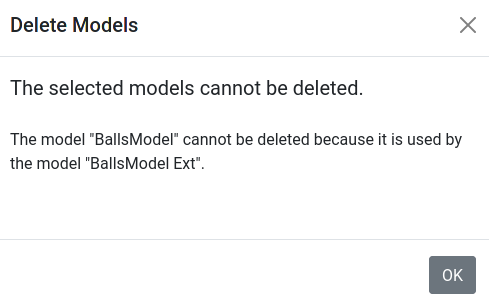 Delete Models
The selected models cannot be deleted.
The model "BallsModel" cannot be deleted because it is used by
the model "BallsModel Ext".
OK